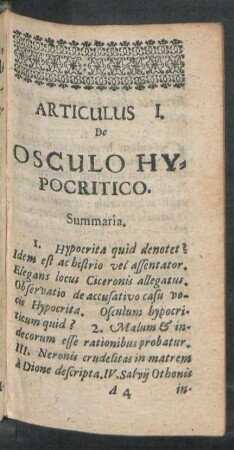 ARTICULUS I.
De
OSCULO HY-
POCRITICO.
Summaria.
1. Hypocrita quid denotet?
Idem est ac histrio vel assentator.
Elegans locus Ciceronis allegatus.
Observatio de accusativo casu vo-
cis Hypocrita. Osculum hypocri-
ticum quid? 2. Malum & in-
decorum esse rationibus probatur.
III. Neronis crudelitas in matrem
à Dione descripta. IV. Salvij Othonis
A 4 in-